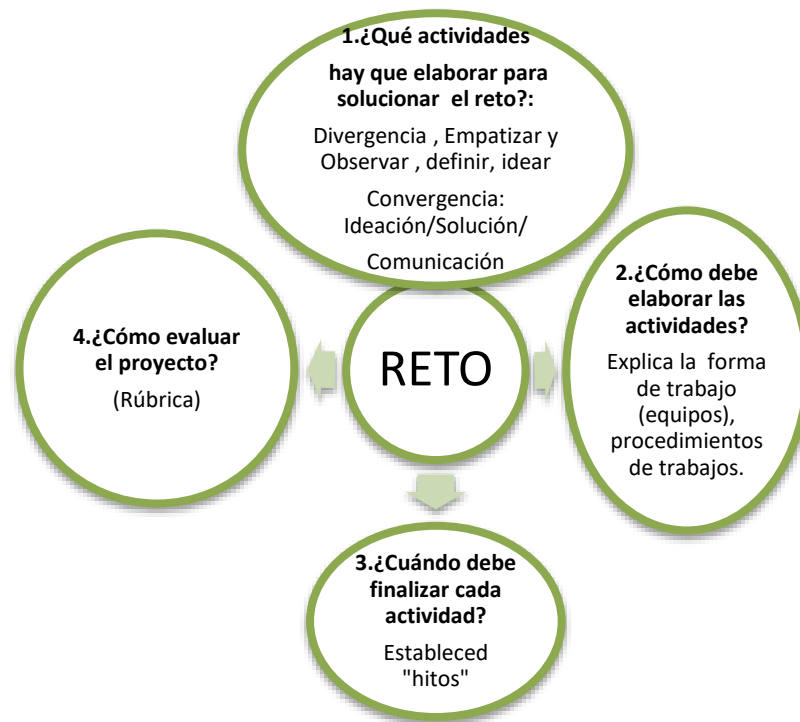 1.¿Qué actividades
hay que elaborar para
solucionar el reto?:
Divergencia , Empatizar y
Observar , definir, idear
Convergencia:
Ideación/Solución/
Comunicación
2.¿Cómo debe
elaborar las
actividades?
Explica la forma
de trabajo
(equipos),
procedimientos
de trabajos.
3.¿Cuándo debe
finalizar cada
actividad?
Estableced
"hitos"
4.¿Cómo evaluar
el proyecto?
(Rúbrica)
RETO